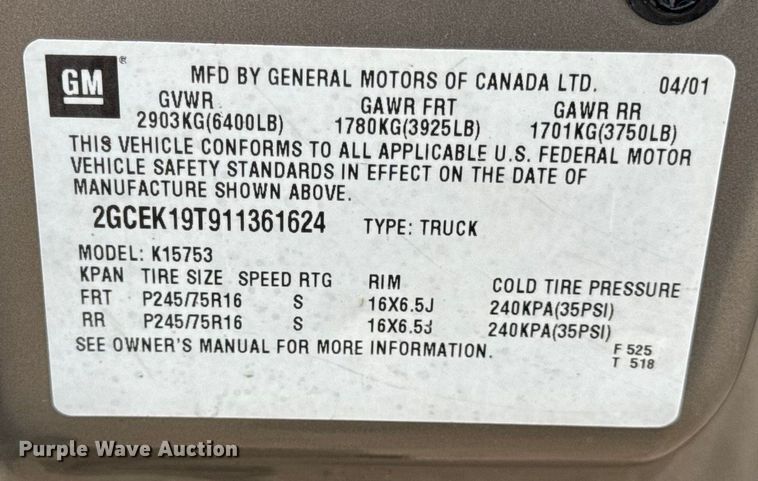 GM®
MFD BY GENERAL MOTORS OF CANADA LTD. 04/01
GVWR GAWR FRT GAWR RR
2903KG(6400LB) 1780KG(3925LB) 1701KG(3750LB)
THIS VEHICLE CONFORMS TO ALL APPLICABLE U.S. FEDERAL MOTOR
VEHICLE SAFETY STANDARDS IN EFFECT ON THE DATE OF
MANUFACTURE SHOWN ABOVE.
2GCEK19T911361624 TYPE: TRUCK
MODEL: K15753
KPAN TIRE SIZE SPEED RTG RIM COLD TIRE PRESSURE
FRT P245/75R16 S 16X6.5J 240KPA(35PSI)
RR P245/75R16 S 16X6.5J 240KPA(35PSI)
SEE OWNER'S MANUAL FOR MORE INFORMATION. F 525
T 518
Purple Wave Auction